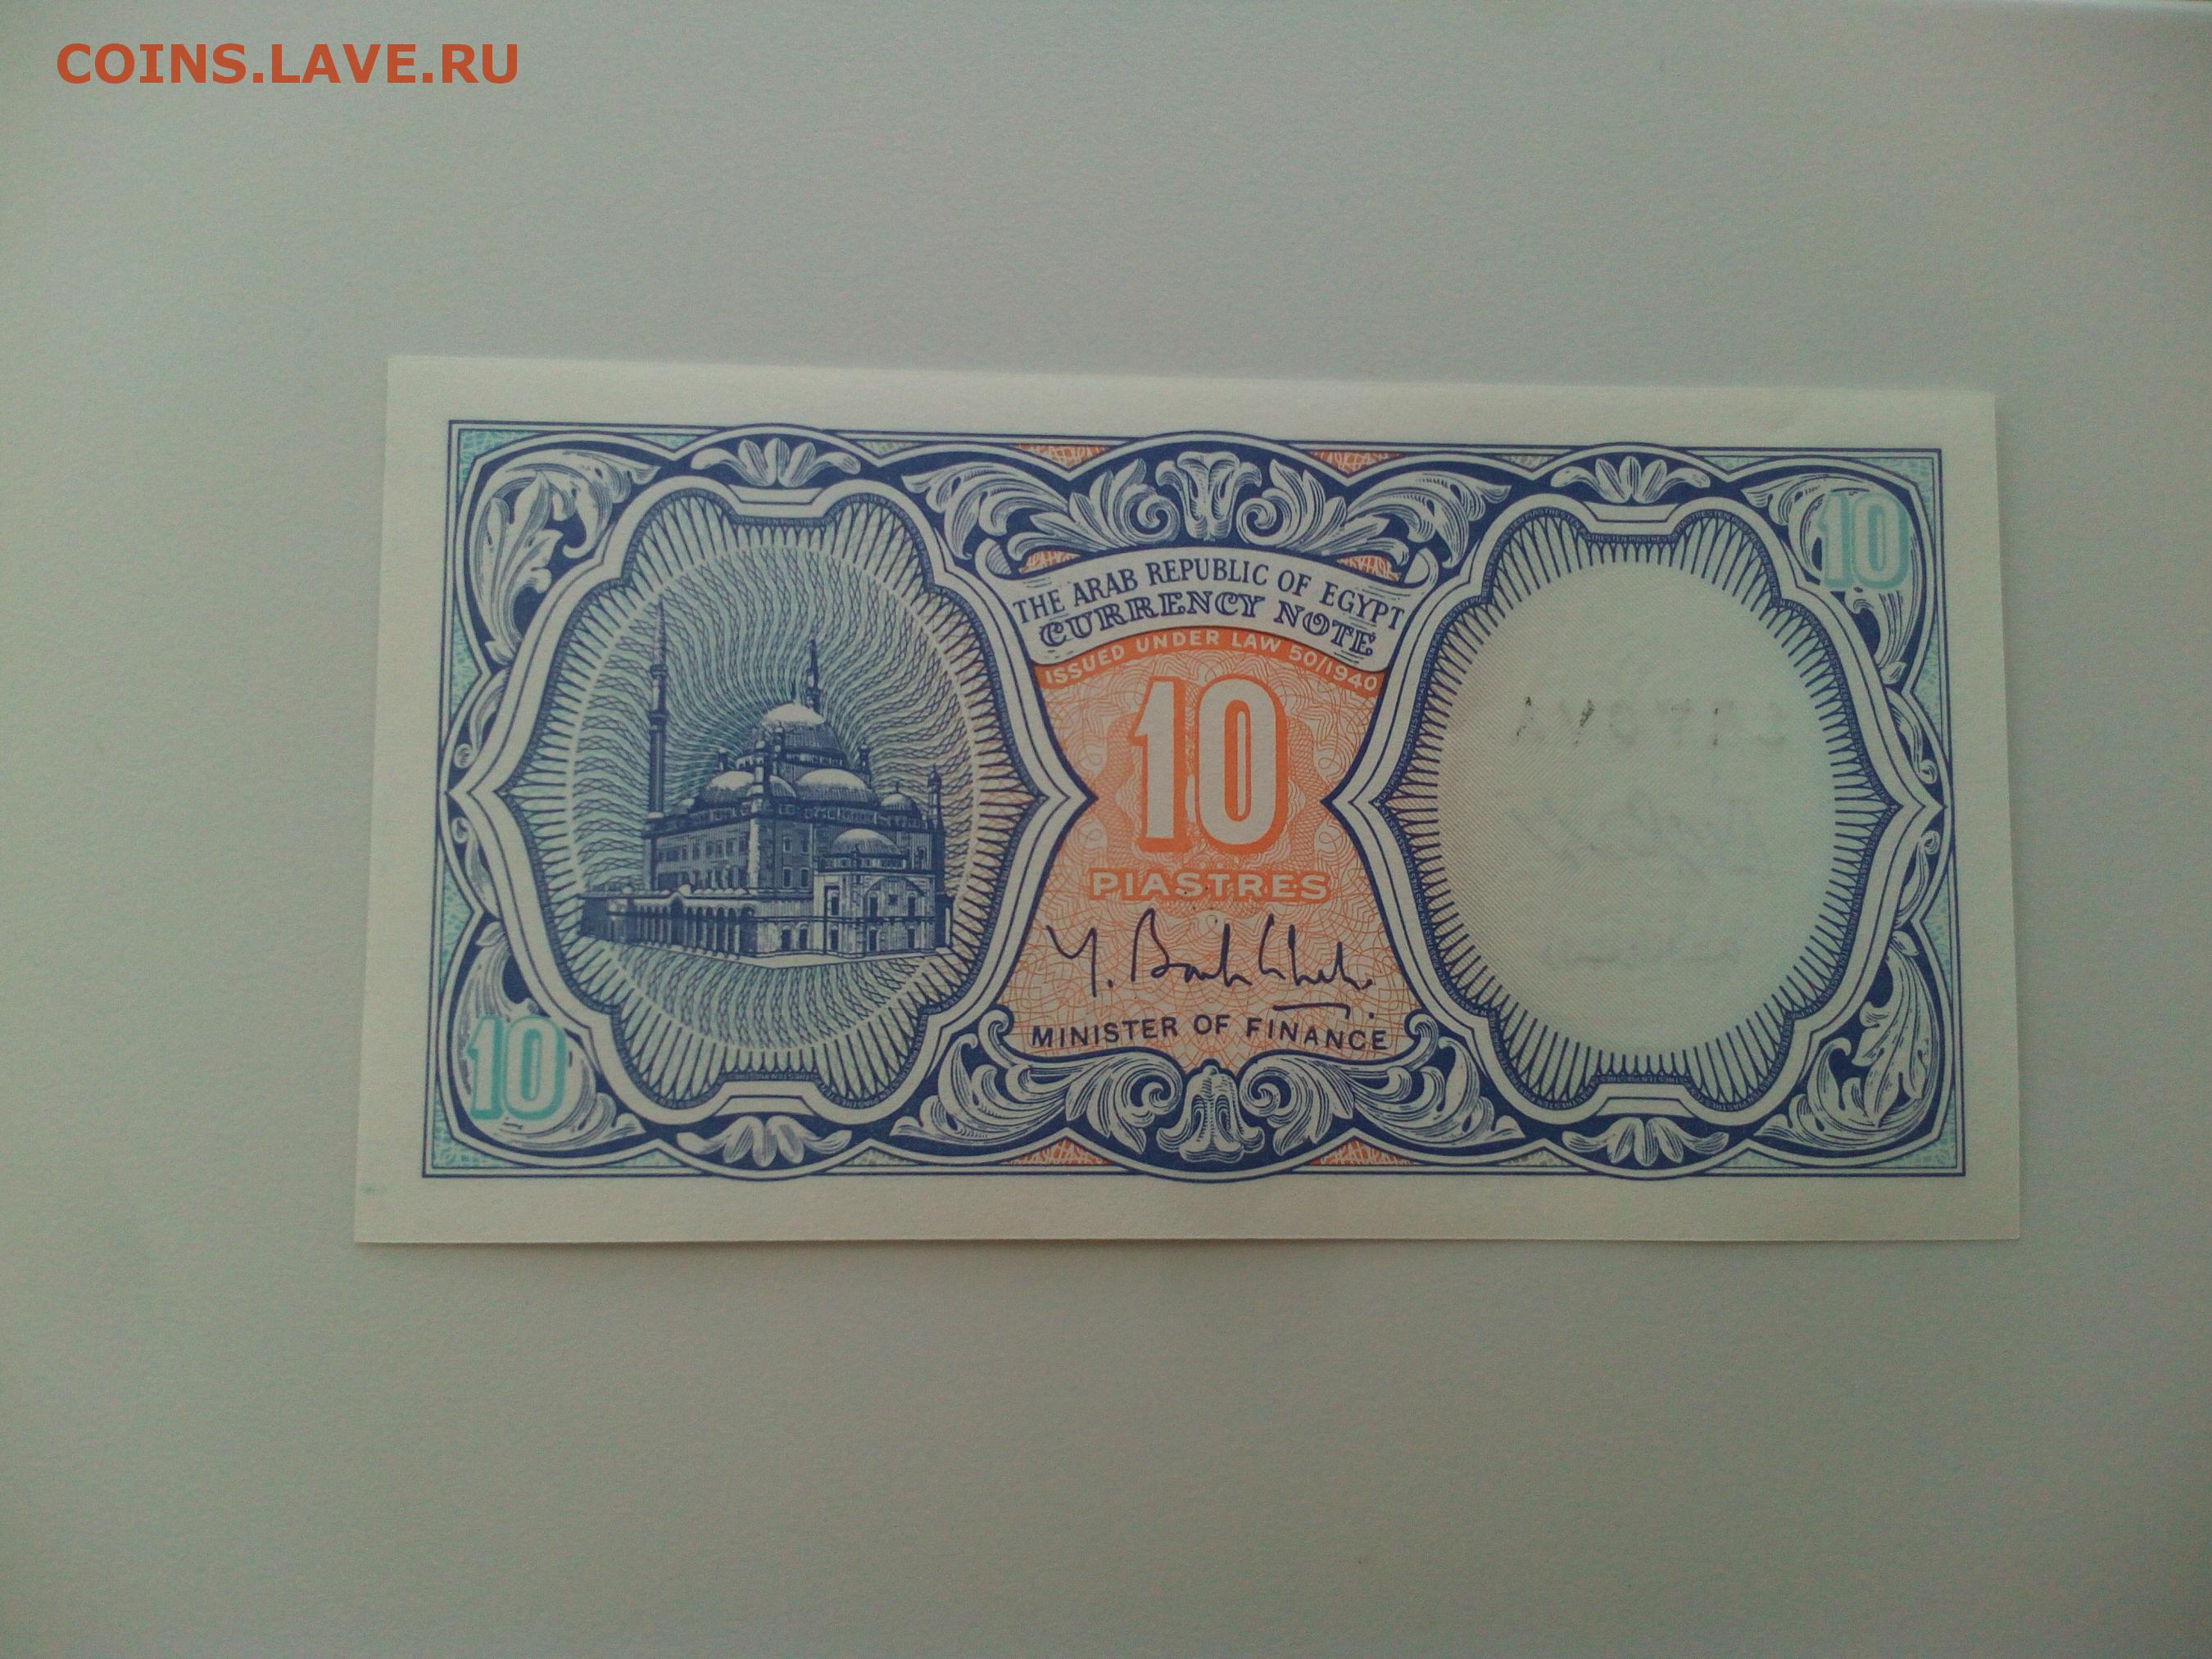 COINS.LAVE.RU
10
THE ARAB REPUBLIC OF EGYPT
CURRENCY NOTE
ISSUED UNDER LAW 50/1940
10
PIASTRES
MINISTER OF FINANCE
10